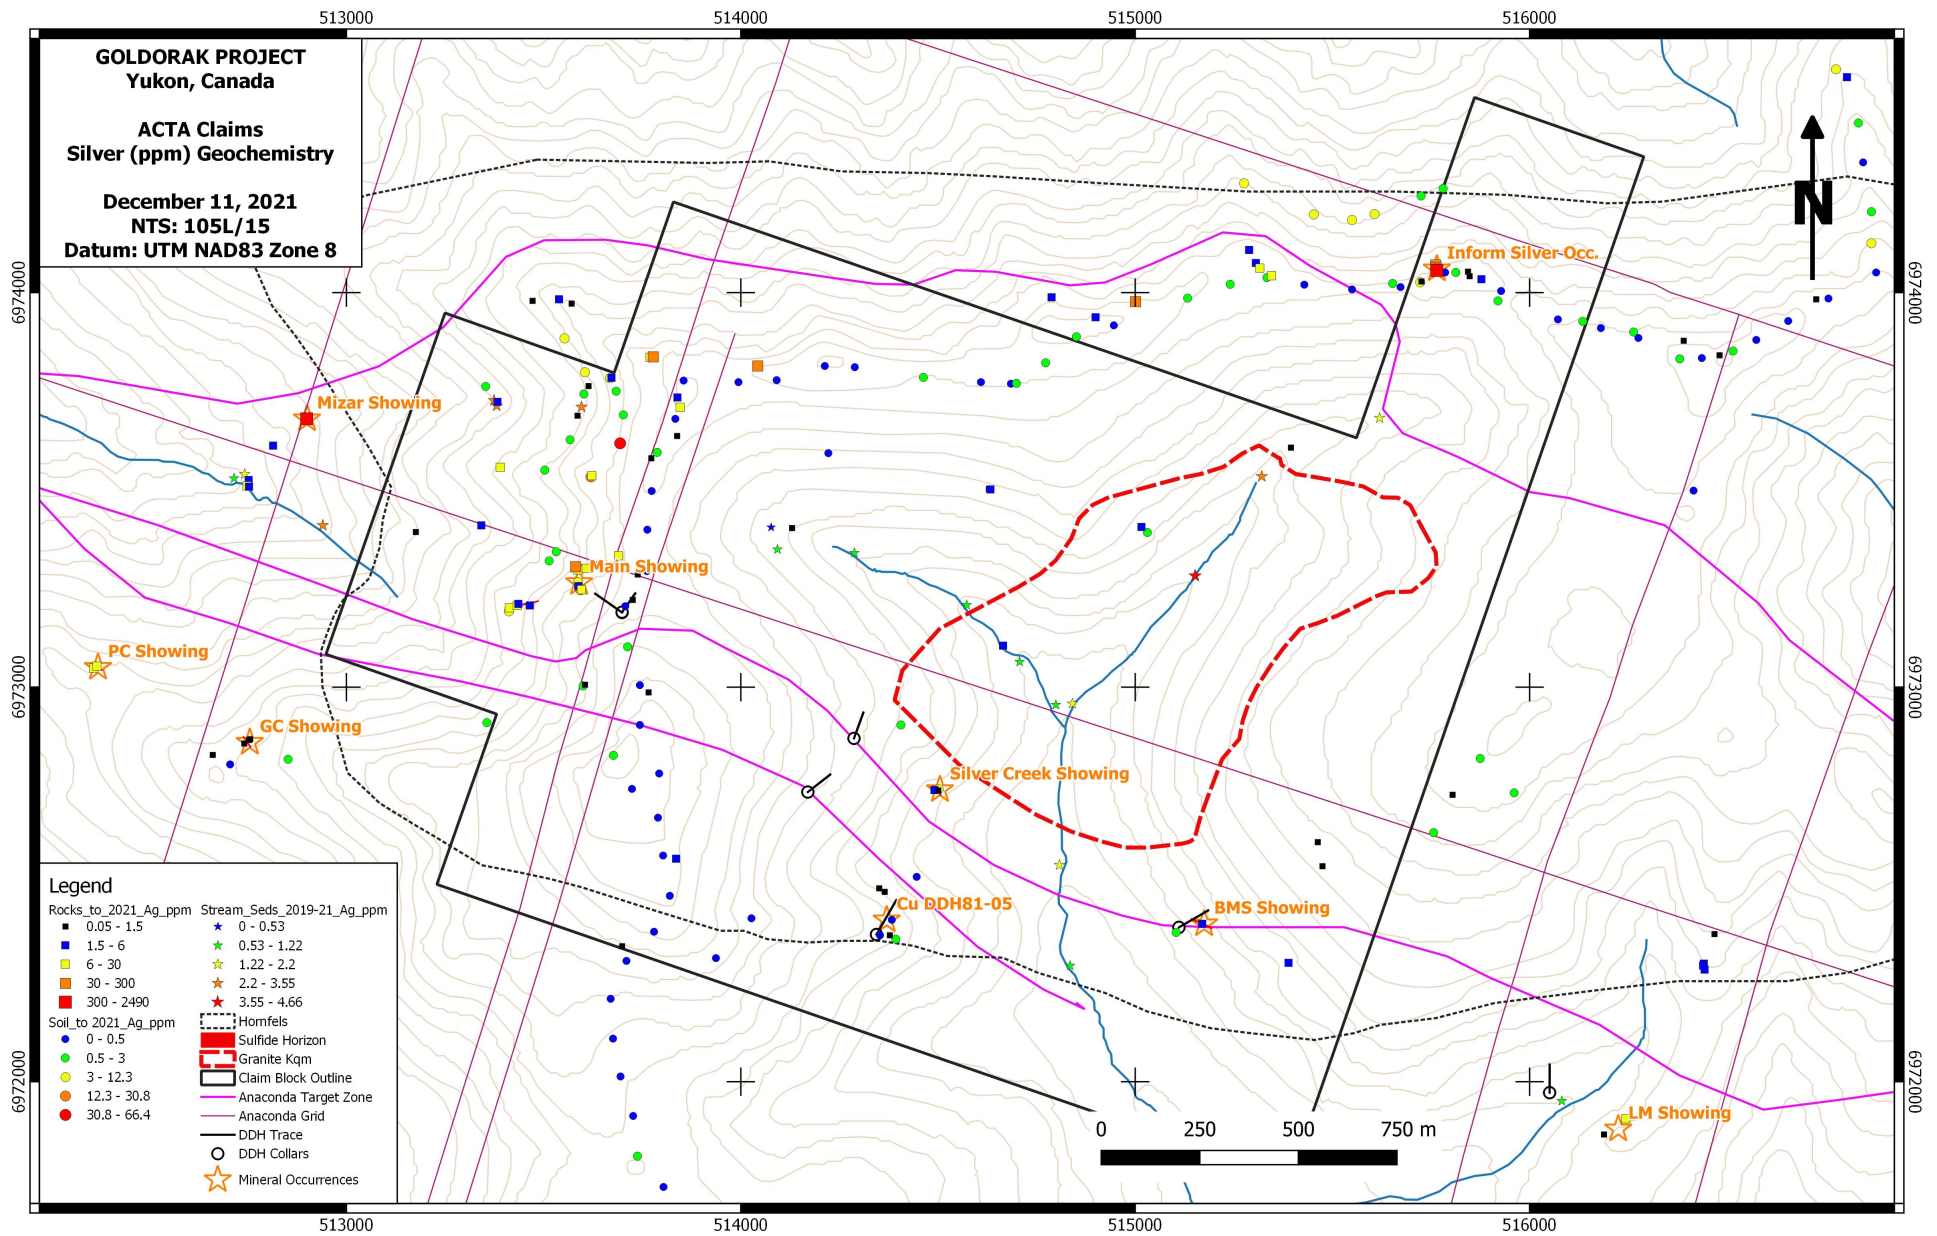 513000
514000
515000
516000
GOLDORAK PROJECT
Yukon, Canada
ACTA Claims
Silver (ppm) Geochemistry
December 11, 2021
NTS: 105L/15
Datum: UTM NAD83 Zone 8
N
Inform Silver Occ.
6974000
6974000
Mizar Showing
Main Showing
PC Showing
6973000
6973000
GC Showing
Silver Creek Showing
Cu DDH81-05
BMS Showing
6972000
6972000
LM Showing
Legend
Rocks_to_2021_Ag_ppm
0.05 - 1.5
1.5 - 6
6 - 30
30 - 300
300 - 2490
Soil_to 2021_Ag_ppm
0 - 0.5
0.5 - 3
3 - 12.3
12.3 - 30.8
30.8 - 66.4
Stream_Seds_2019-21_Ag_ppm
0 - 0.53
0.53 - 1.22
1.22 - 2.2
2.2 - 3.55
3.55 - 4.66
Hornfels
Sulfide Horizon
Granite Kqm
Claim Block Outline
Anaconda Target Zone
Anaconda Grid
DDH Trace
DDH Collars
Mineral Occurrences
0 250 500 750 m
513000
514000
515000
516000